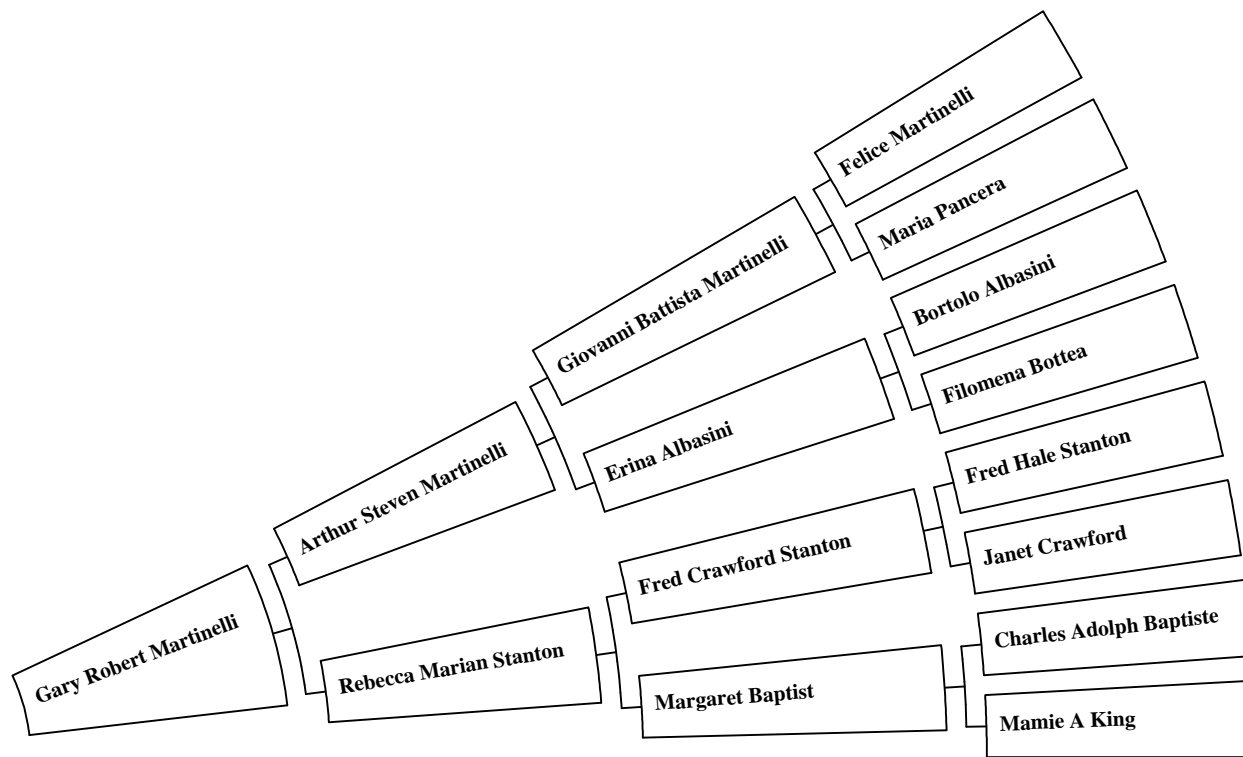 Felice Martinelli
Maria Pancera
Giovanni Battista Martinelli
Bortolo Albasini
Filomena Bottea
Erina Albasini
Arthur Steven Martinelli
Fred Hale Stanton
Janet Crawford
Fred Crawford Stanton
Gary Robert Martinelli
Charles Adolph Baptiste
Rebecca Marian Stanton
Margaret Baptist
Mamie A King